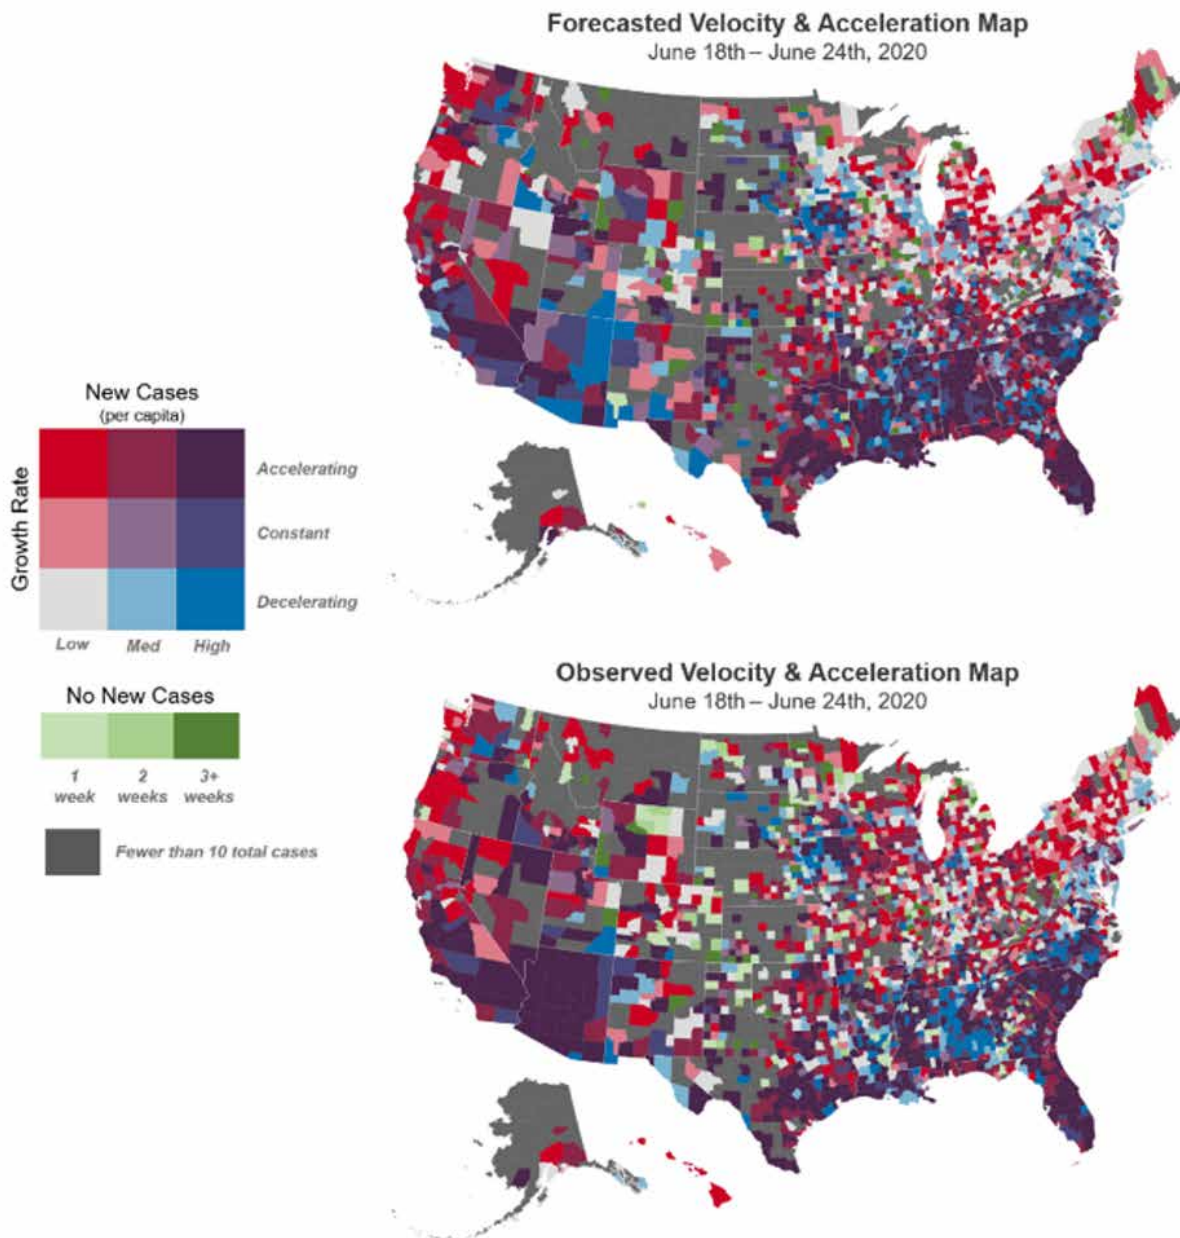 Forecasted Velocity & Acceleration Map
June 18th – June 24th, 2020
New Cases
(per capita)
Growth Rate
Accelerating
Constant
Decelerating
Low Med High
No New Cases
1 week
2 weeks
3+ weeks
Fewer than 10 total cases
Observed Velocity & Acceleration Map
June 18th – June 24th, 2020